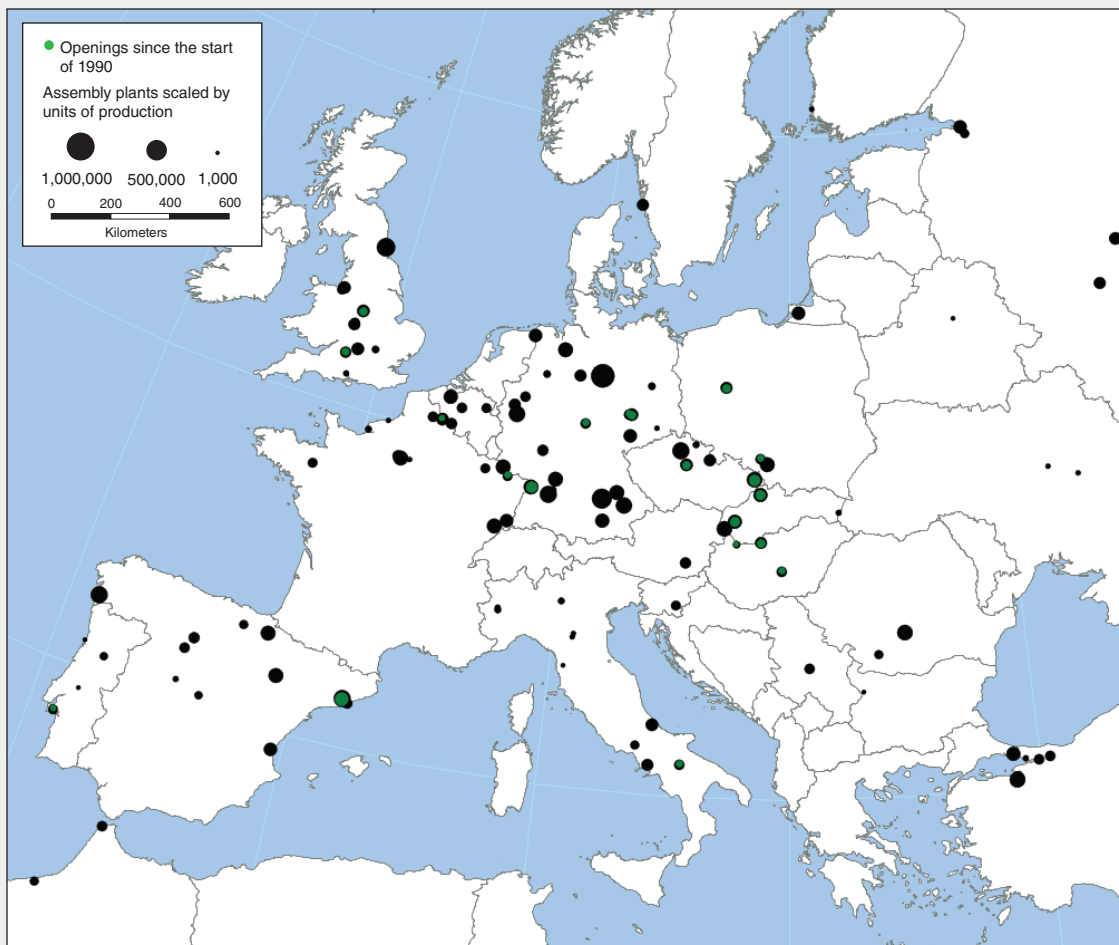 Openings since the start
of 1990
Assembly plants scaled by
units of production
1,000,000 500,000 1,000
0 200 400 600
Kilometers